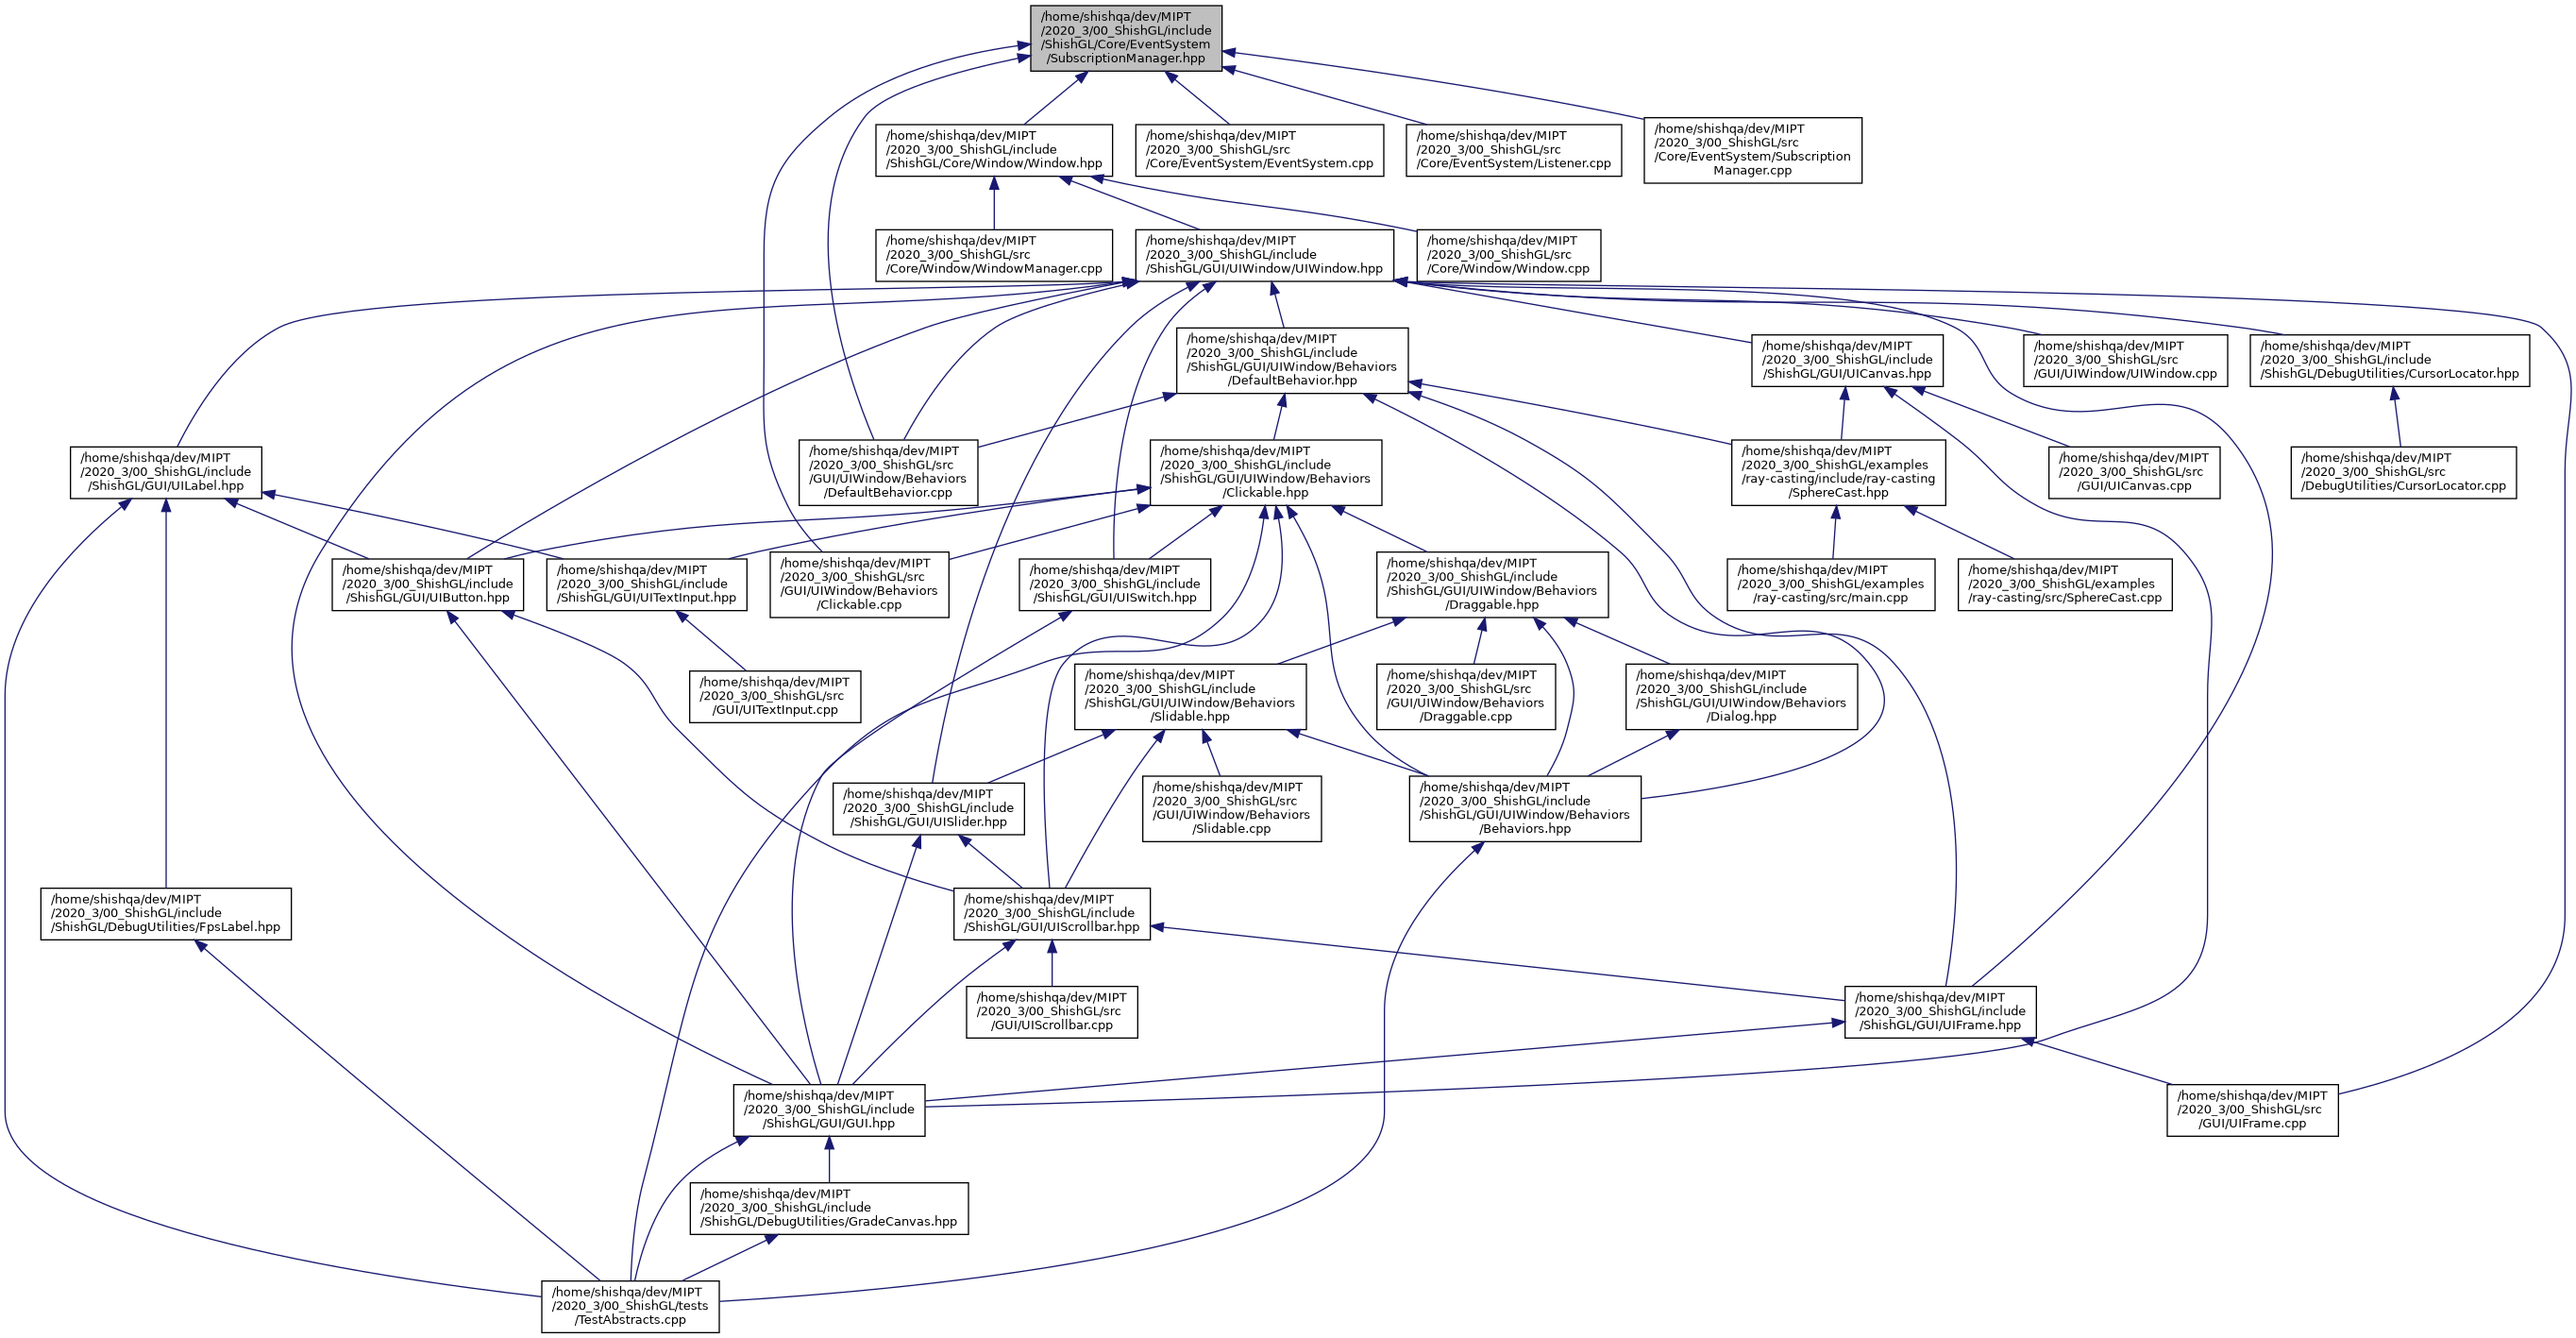 /home/shishqa/dev/MIPT
/2020_3/00_ShishGL/include
/ShishGL/Core/EventSystem
/SubscriptionManager.hpp
/home/shishqa/dev/MIPT
/2020_3/00_ShishGL/include
/ShishGL/Core/Window/Window.hpp
/home/shishqa/dev/MIPT
/2020_3/00_ShishGL/src
/Core/EventSystem/EventSystem.cpp
/home/shishqa/dev/MIPT
/2020_3/00_ShishGL/src
/Core/EventSystem/Listener.cpp
/home/shishqa/dev/MIPT
/2020_3/00_ShishGL/src
/Core/EventSystem/Subscription
Manager.cpp
/home/shishqa/dev/MIPT
/2020_3/00_ShishGL/src
/Core/Window/WindowManager.cpp
/home/shishqa/dev/MIPT
/2020_3/00_ShishGL/include
/ShishGL/GUI/UIWindow/UIWindow.hpp
/home/shishqa/dev/MIPT
/2020_3/00_ShishGL/src
/Core/Window/Window.cpp
/home/shishqa/dev/MIPT
/2020_3/00_ShishGL/include
/ShishGL/GUI/UIWindow/Behaviors
/DefaultBehavior.hpp
/home/shishqa/dev/MIPT
/2020_3/00_ShishGL/include
/ShishGL/GUI/UICanvas.hpp
/home/shishqa/dev/MIPT
/2020_3/00_ShishGL/src
/GUI/UIWindow/UIWindow.cpp
/home/shishqa/dev/MIPT
/2020_3/00_ShishGL/include
/ShishGL/DebugUtilities/CursorLocator.hpp
/home/shishqa/dev/MIPT
/2020_3/00_ShishGL/include
/ShishGL/GUI/UILabel.hpp
/home/shishqa/dev/MIPT
/2020_3/00_ShishGL/src
/GUI/UIWindow/Behaviors
/DefaultBehavior.cpp
/home/shishqa/dev/MIPT
/2020_3/00_ShishGL/include
/ShishGL/GUI/UIWindow/Behaviors
/Clickable.hpp
/home/shishqa/dev/MIPT
/2020_3/00_ShishGL/examples
/ray-casting/include/ray-casting
/SphereCast.hpp
/home/shishqa/dev/MIPT
/2020_3/00_ShishGL/src
/GUI/UICanvas.cpp
/home/shishqa/dev/MIPT
/2020_3/00_ShishGL/src
/DebugUtilities/CursorLocator.cpp
/home/shishqa/dev/MIPT
/2020_3/00_ShishGL/include
/ShishGL/GUI/UIButton.hpp
/home/shishqa/dev/MIPT
/2020_3/00_ShishGL/include
/ShishGL/GUI/UITextInput.hpp
/home/shishqa/dev/MIPT
/2020_3/00_ShishGL/src
/GUI/UIWindow/Behaviors
/Clickable.cpp
/home/shishqa/dev/MIPT
/2020_3/00_ShishGL/include
/ShishGL/GUI/UISwitch.hpp
/home/shishqa/dev/MIPT
/2020_3/00_ShishGL/include
/ShishGL/GUI/UIWindow/Behaviors
/Draggable.hpp
/home/shishqa/dev/MIPT
/2020_3/00_ShishGL/examples
/ray-casting/src/main.cpp
/home/shishqa/dev/MIPT
/2020_3/00_ShishGL/examples
/ray-casting/src/SphereCast.cpp
/home/shishqa/dev/MIPT
/2020_3/00_ShishGL/src
/GUI/UITextInput.cpp
/home/shishqa/dev/MIPT
/2020_3/00_ShishGL/include
/ShishGL/GUI/UIWindow/Behaviors
/Slidable.hpp
/home/shishqa/dev/MIPT
/2020_3/00_ShishGL/src
/GUI/UIWindow/Behaviors
/Draggable.cpp
/home/shishqa/dev/MIPT
/2020_3/00_ShishGL/include
/ShishGL/GUI/UIWindow/Behaviors
/Dialog.hpp
/home/shishqa/dev/MIPT
/2020_3/00_ShishGL/include
/ShishGL/GUI/UISlider.hpp
/home/shishqa/dev/MIPT
/2020_3/00_ShishGL/src
/GUI/UIWindow/Behaviors
/Slidable.cpp
/home/shishqa/dev/MIPT
/2020_3/00_ShishGL/include
/ShishGL/GUI/UIWindow/Behaviors
/Behaviors.hpp
/home/shishqa/dev/MIPT
/2020_3/00_ShishGL/include
/ShishGL/DebugUtilities/FpsLabel.hpp
/home/shishqa/dev/MIPT
/2020_3/00_ShishGL/include
/ShishGL/GUI/UIScrollbar.hpp
/home/shishqa/dev/MIPT
/2020_3/00_ShishGL/src
/GUI/UIScrollbar.cpp
/home/shishqa/dev/MIPT
/2020_3/00_ShishGL/include
/ShishGL/GUI/UIFrame.hpp
/home/shishqa/dev/MIPT
/2020_3/00_ShishGL/include
/ShishGL/GUI/GUI.hpp
/home/shishqa/dev/MIPT
/2020_3/00_ShishGL/src
/GUI/UIFrame.cpp
/home/shishqa/dev/MIPT
/2020_3/00_ShishGL/include
/ShishGL/DebugUtilities/GradeCanvas.hpp
/home/shishqa/dev/MIPT
/2020_3/00_ShishGL/tests
/TestAbstracts.cpp